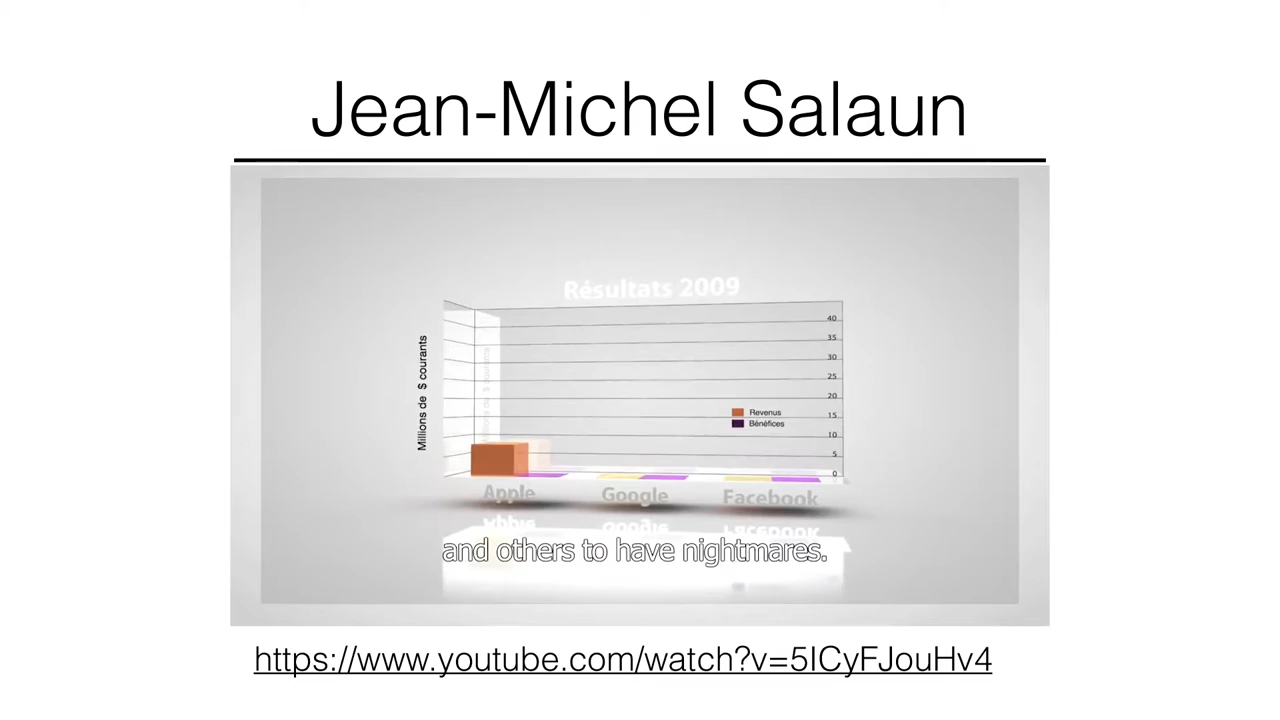 Jean-Michel Salaun
Résultats 2009
Millions de $ courants
40
35
30
25
20
15
10
5
0
Revenus
Bénéfices
Apple Google Facebook
and others to have nightmares.
https://www.youtube.com/watch?v=5ICyFJouHv4